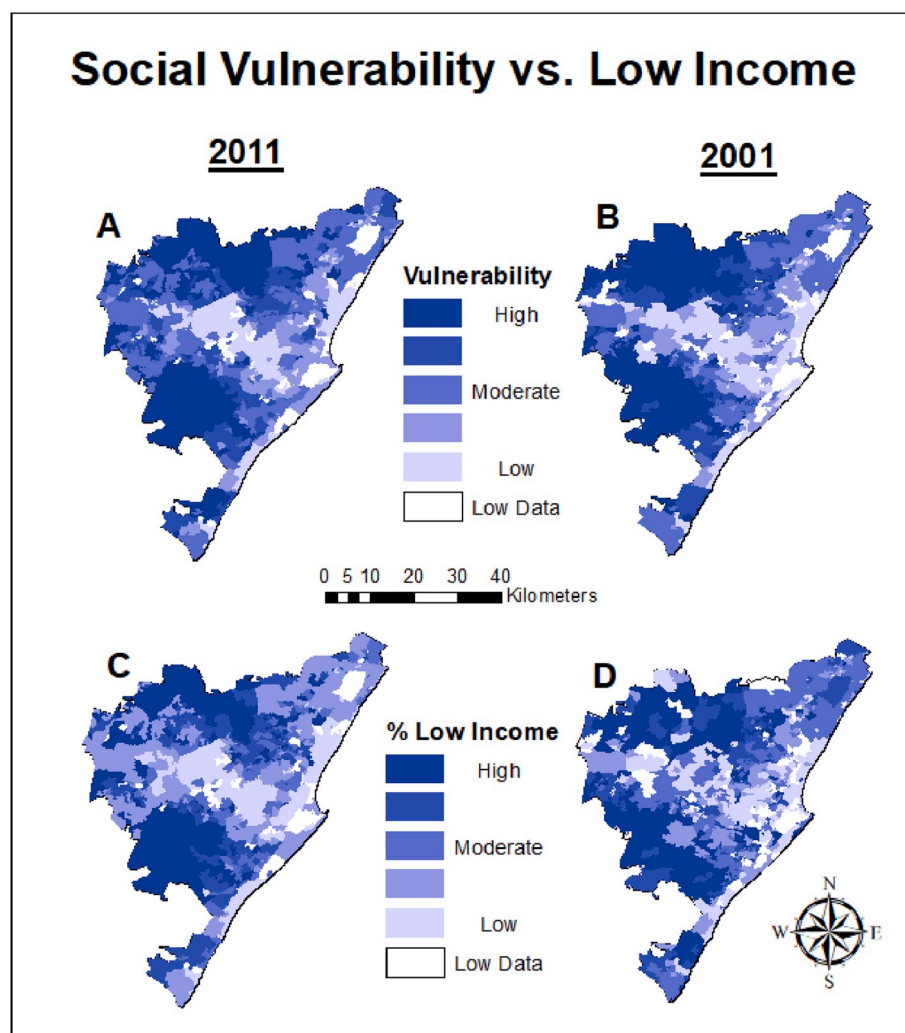 Social Vulnerability vs. Low Income
2011
2001
A
B
Vulnerability
High
Moderate
Low
Low Data
0 5 10 20 30 40
Kilometers
C
D
% Low Income
High
Moderate
Low
Low Data
N
W E
S